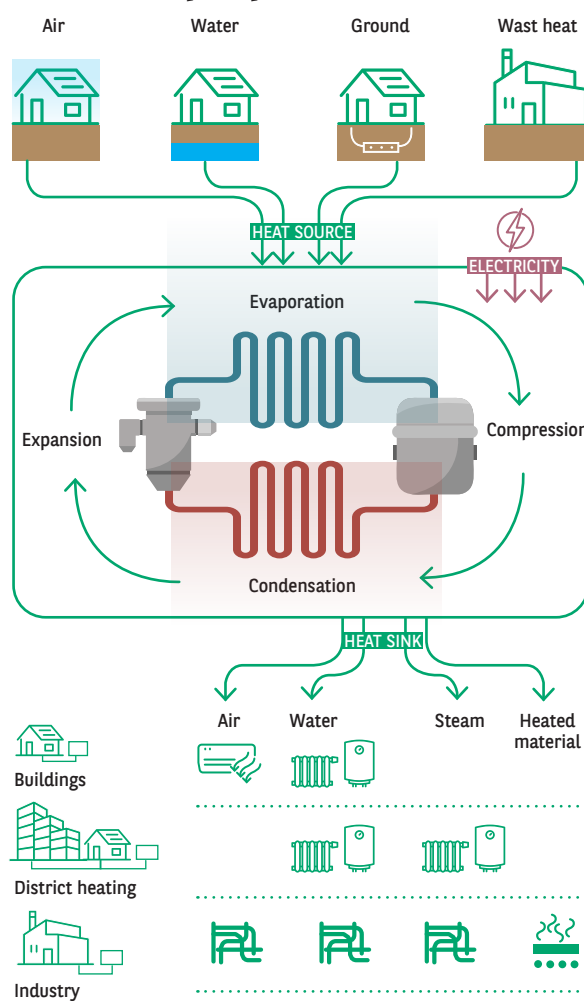 Air
Water
Ground
Wast heat
HEAT SOURCE
ELECTRICITY
Evaporation
Expansion
Compression
Condensation
HEAT SINK
Air
Water
Steam
Heated
material
Buildings
District heating
Industry